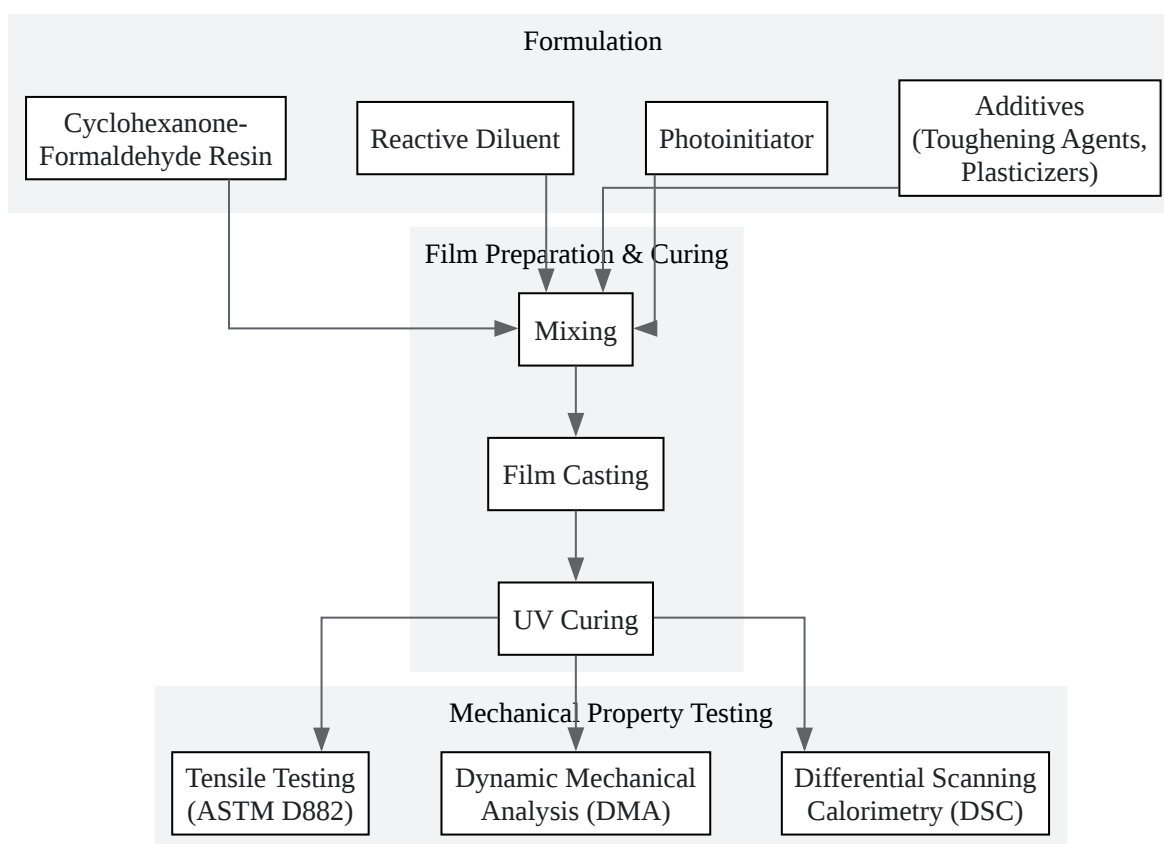 Formulation
Cyclohexanone-
Formaldehyde Resin
Reactive Diluent
Photoinitiator
Additives
(Toughening Agents,
Plasticizers)
Film Preparation & Curing
Mixing
Film Casting
UV Curing
Mechanical Property Testing
Tensile Testing
(ASTM D882)
Dynamic Mechanical
Analysis (DMA)
Differential Scanning
Calorimetry (DSC)